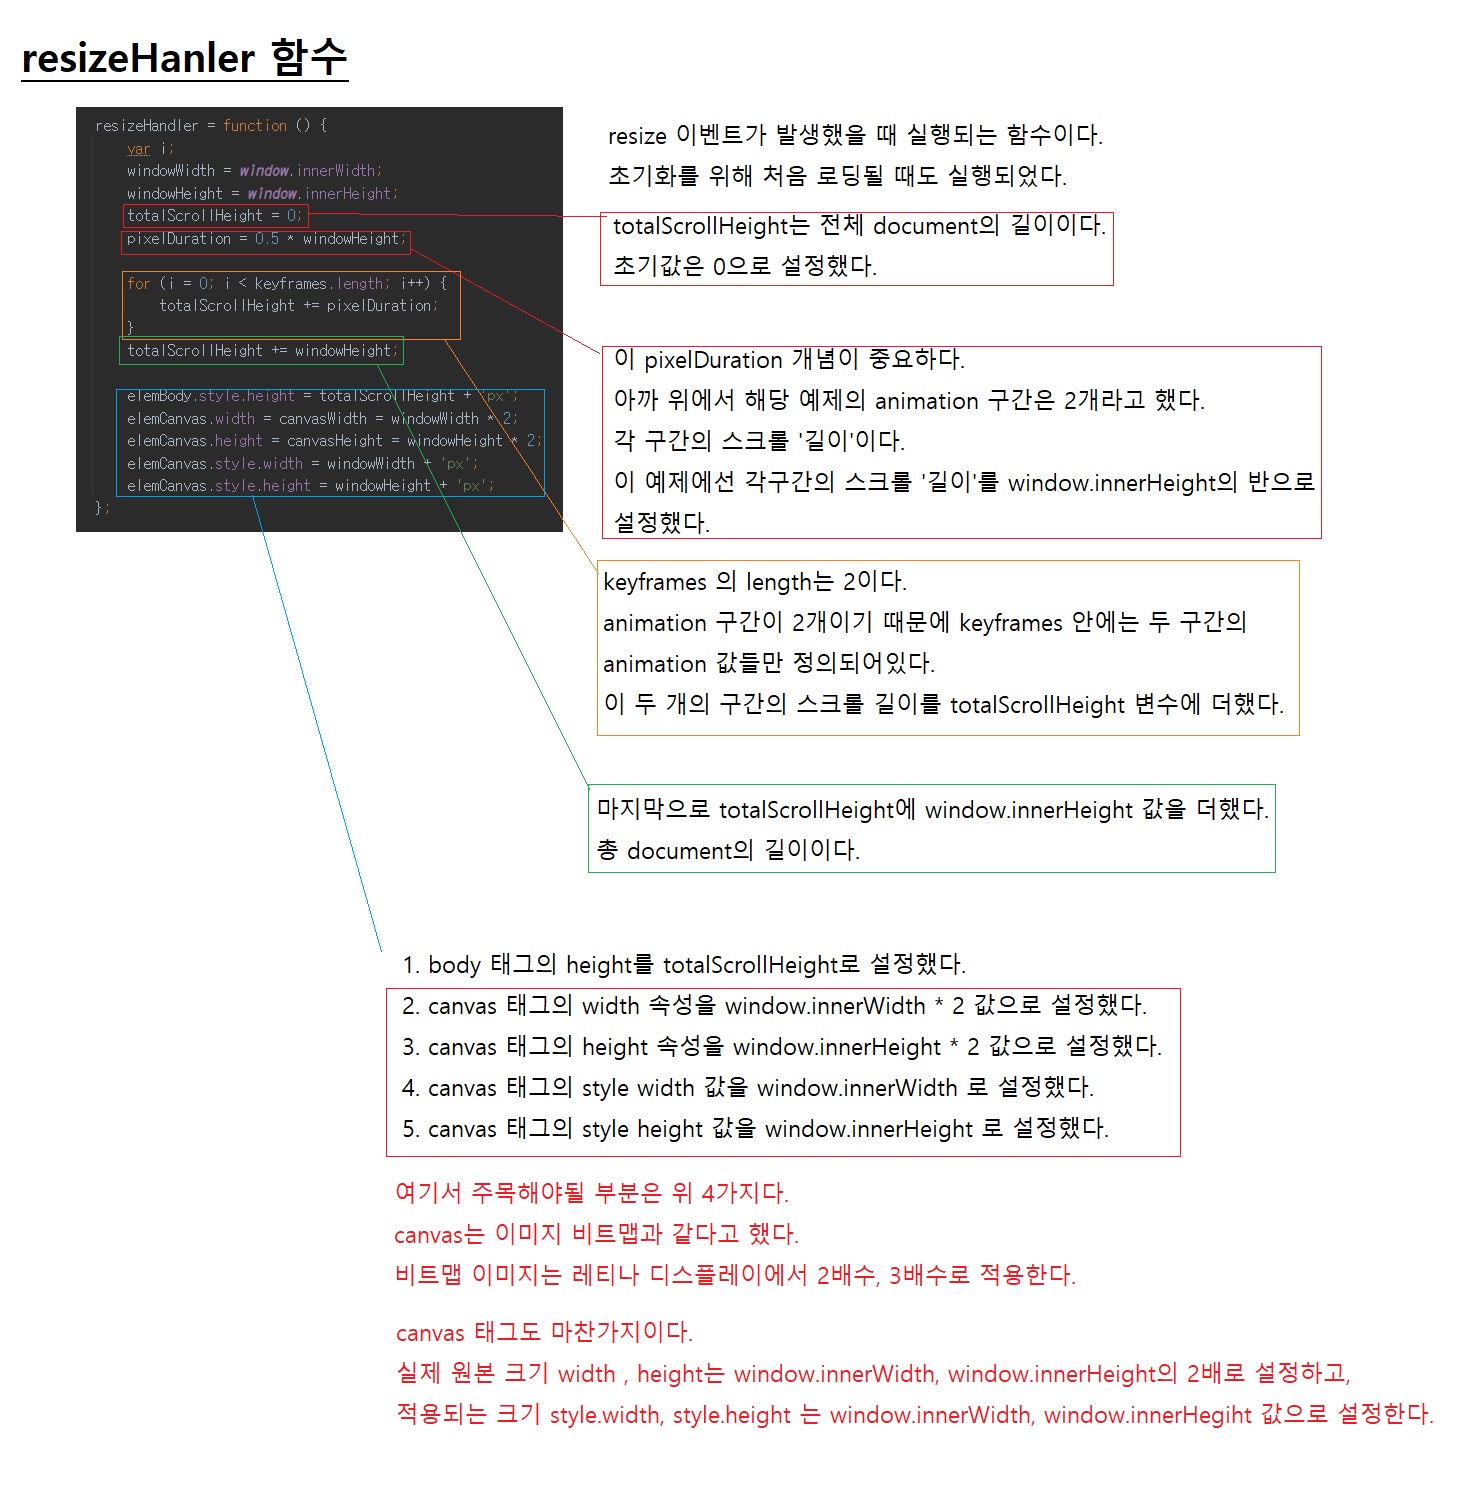 resizeHanler 함수
resizeHandler = function () {
var i;
windowWidth = window.innerWidth;
windowHeight = window.innerHeight;
totalScrollHeight = 0;
pixelDuration = 0.5 * windowHeight;
for (i = 0; i < keyframes.length; i++) {
totalScrollHeight += pixelDuration;
}
totalScrollHeight += windowHeight;
elemBody.style.height = totalScrollHeight + 'px';
elemCanvas.width = canvasWidth = windowWidth * 2;
elemCanvas.height = canvasHeight = windowHeight * 2;
elemCanvas.style.width = windowWidth + 'px';
elemCanvas.style.height = windowHeight + 'px';
};
resize 이벤트가 발생했을 때 실행되는 함수이다.
초기화를 위해 처음 로딩될 때도 실행되었다.
totalScrollHeight는 전체 document의 길이이다.
초기값은 0으로 설정했다.
이 pixelDuration 개념이 중요하다.
아까 위에서 해당 예제의 animation 구간은 2개라고 했다.
각 구간의 스크롤 '길이'이다.
이 예제에선 각구간의 스크롤 '길이'를 window.innerHeight의 반으로
설정했다.
keyframes 의 length는 2이다.
animation 구간이 2개이기 때문에 keyframes 안에는 두 구간의
animation 값들만 정의되어있다.
이 두 개의 구간의 스크롤 길이를 totalScrollHeight 변수에 더했다.
마지막으로 totalScrollHeight에 window.innerHeight 값을 더했다.
총 document의 길이이다.
1. body 태그의 height를 totalScrollHeight로 설정했다.
2. canvas 태그의 width 속성을 window.innerWidth * 2 값으로 설정했다.
3. canvas 태그의 height 속성을 window.innerHeight * 2 값으로 설정했다.
4. canvas 태그의 style width 값을 window.innerWidth 로 설정했다.
5. canvas 태그의 style height 값을 window.innerHeight 로 설정했다.
여기서 주목해야될 부분은 위 4가지다.
canvas는 이미지 비트맵과 같다고 했다.
비트맵 이미지는 레티나 디스플레이에서 2배수, 3배수로 적용한다.
canvas 태그도 마찬가지이다.
실제 원본 크기 width , height는 window.innerWidth, window.innerHeight의 2배로 설정하고,
적용되는 크기 style.width, style.height 는 window.innerWidth, window.innerHegiht 값으로 설정한다.